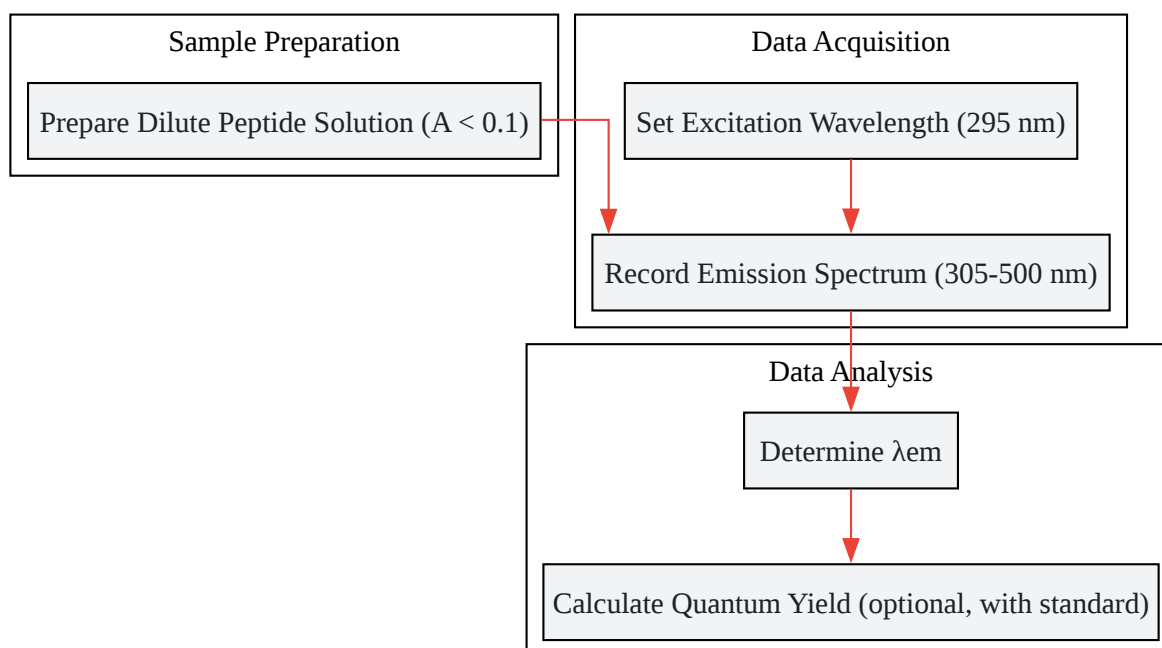 Sample Preparation
Prepare Dilute Peptide Solution (A < 0.1)
Data Acquisition
Set Excitation Wavelength (295 nm)
Record Emission Spectrum (305-500 nm)
Data Analysis
Determine λem
Calculate Quantum Yield (optional, with standard)